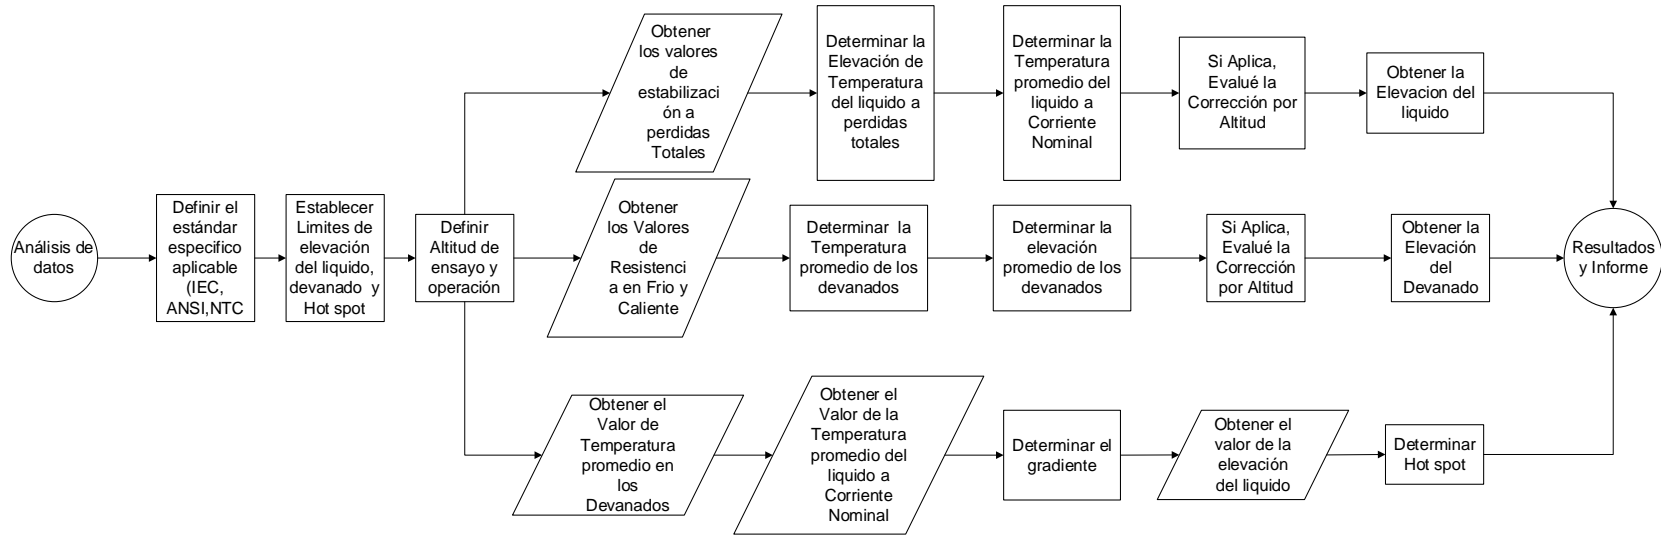 Análisis de
datos
Definir el
estándar
especifico
aplicable
(IEC,
ANSI,NTC
Establecer
Limites de
elevación
del liquido,
devanado y
Hot spot
Definir
Altitud de
ensayo y
operación
Obtener
los valores
de
estabilizaci
ón a
perdidas
Totales
Determinar la
Elevación de
Temperatura
del liquido a
perdidas
totales
Determinar la
Temperatura
promedio del
liquido a
Corriente
Nominal
Si Aplica,
Evalué la
Corrección por
Altitud
Obtener la
Elevacion del
liquido
Obtener
los Valores
de
Resistenci
a en Frio y
Caliente
Determinar la
Temperatura
promedio de los
devanados
Determinar la
elevación
promedio de los
devanados
Si Aplica,
Evalué la
Corrección
por Altitud
Obtener la
Elevación
del
Devanado
Obtener el
Valor de
Temperatura
promedio en
los
Devanados
Obtener el
Valor de la
Temperatura
promedio del
liquido a
Corriente
Nominal
Determinar el
gradiente
Obtener el
valor de la
elevación
del liquido
Determinar
Hot spot
Resultados
y Informe